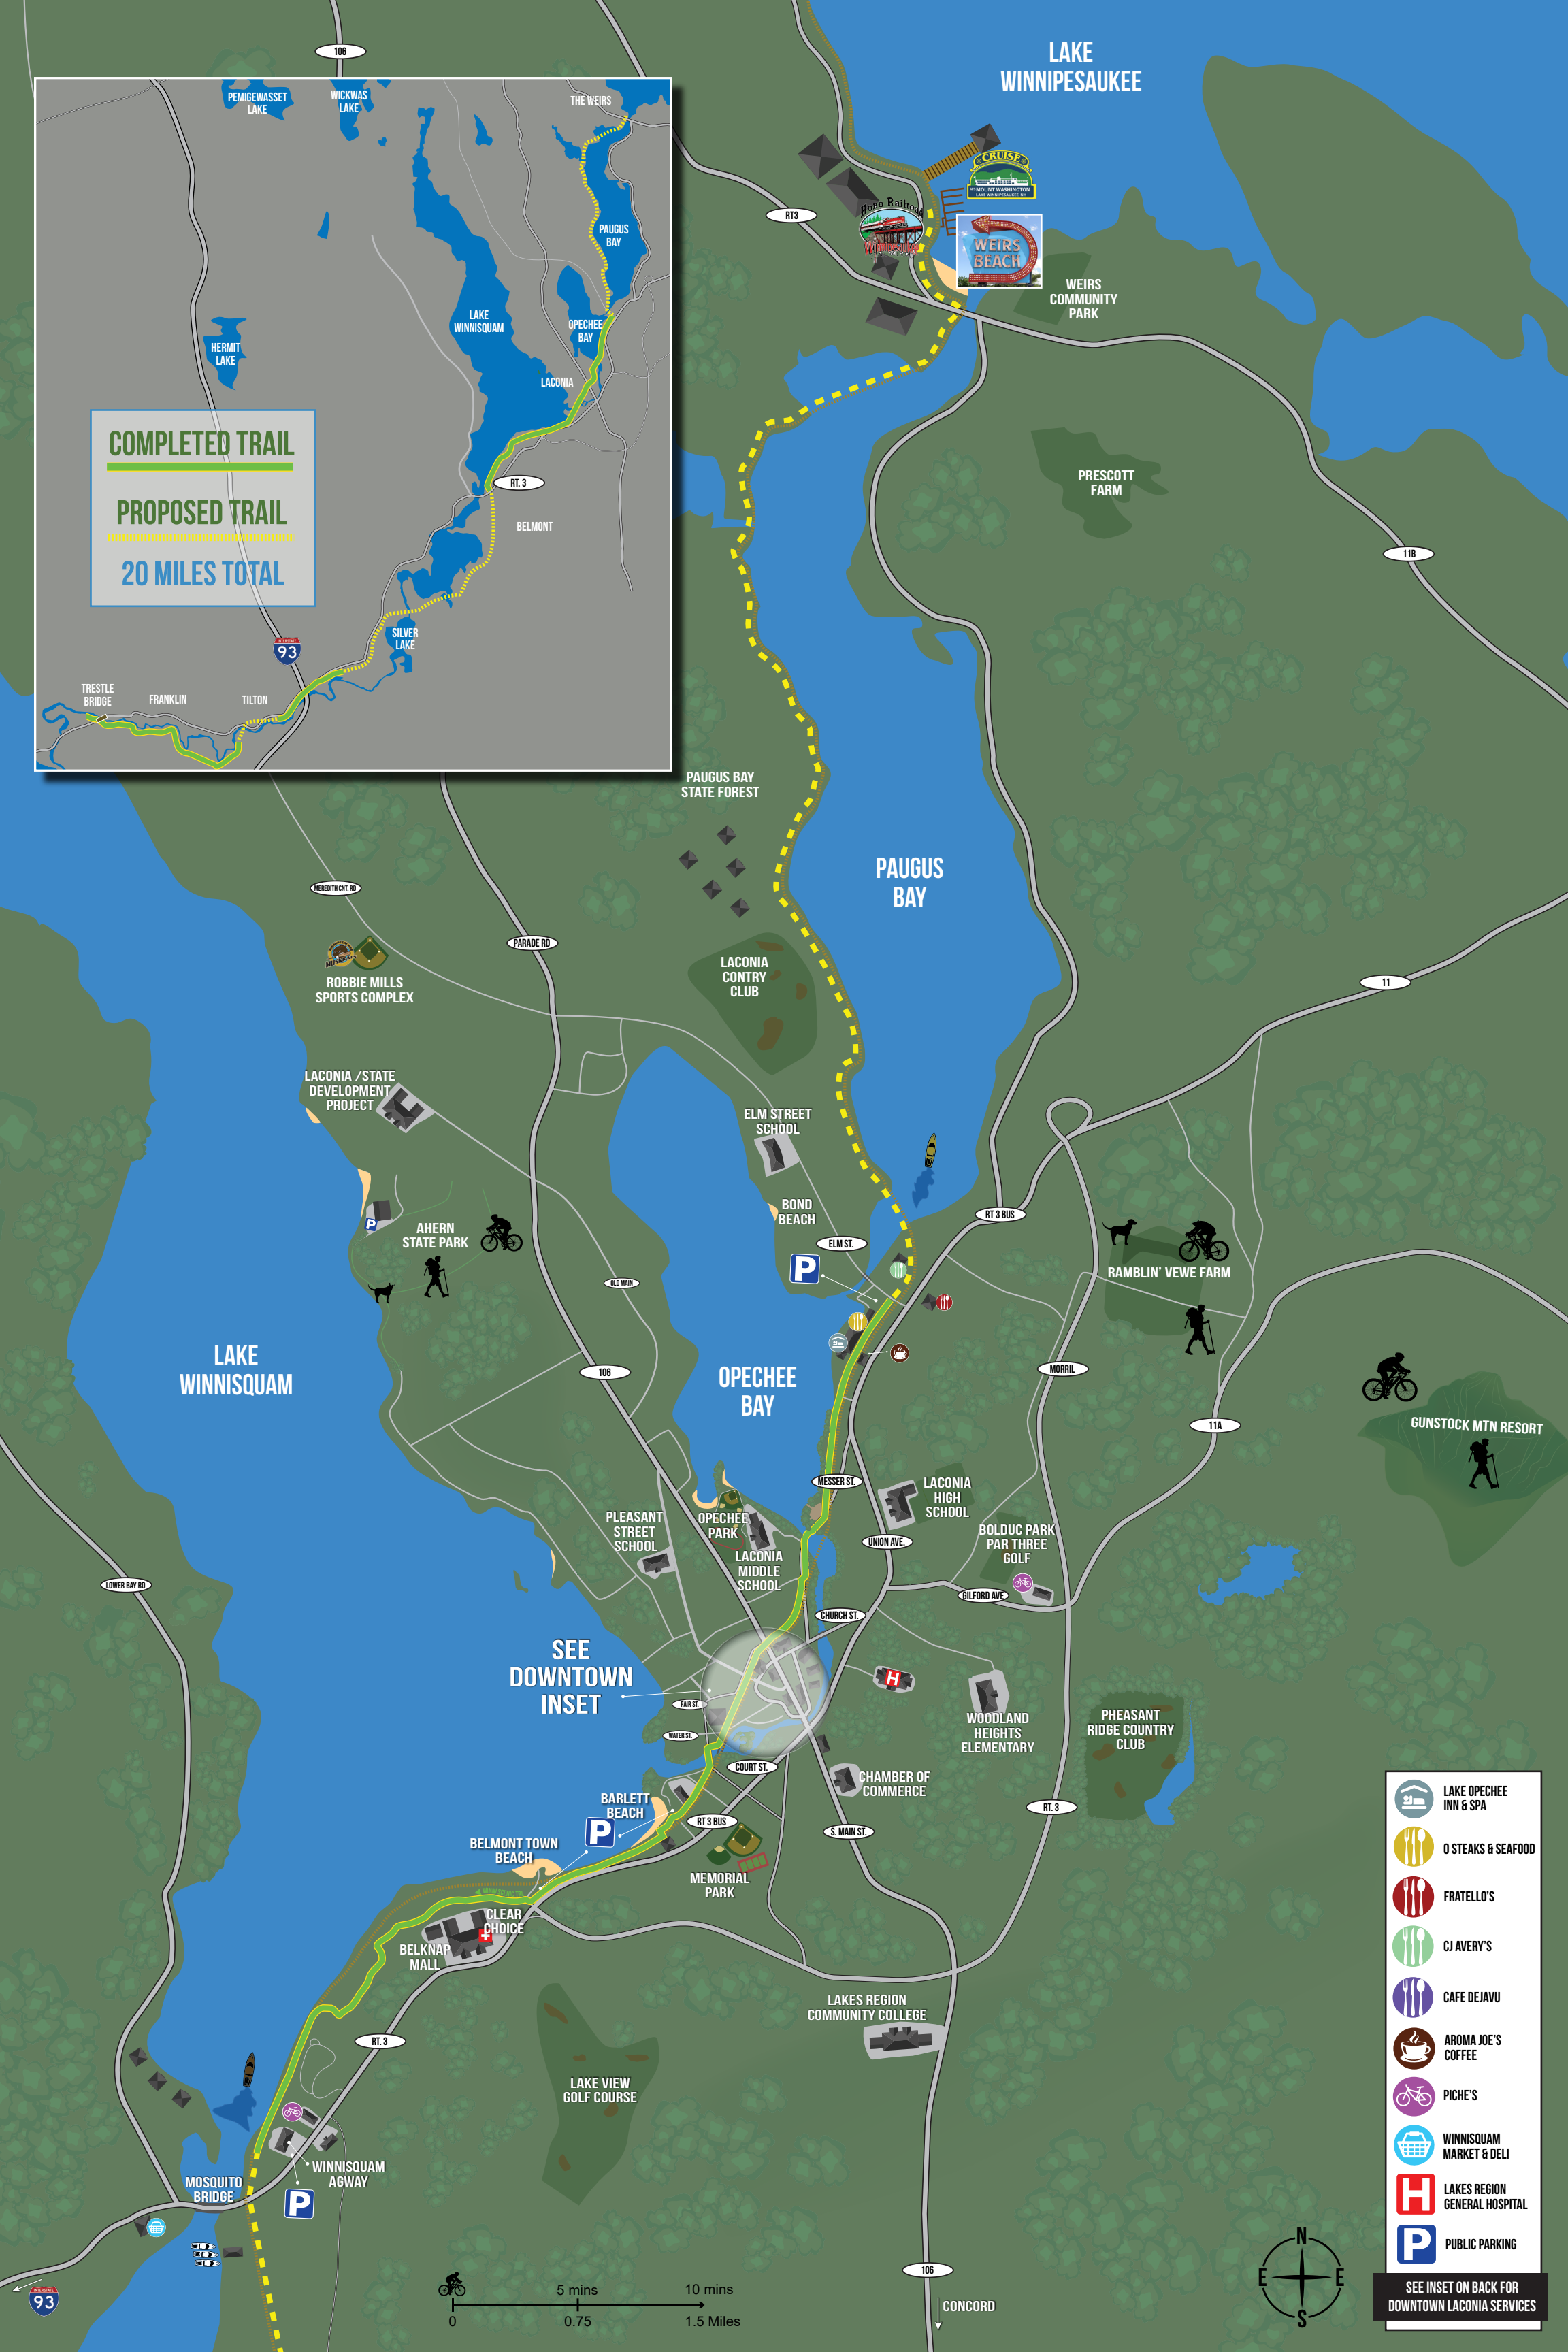 106
LAKE
WINNIPESAUKEE
CRUISE
MOUNT WASHINGTON
RT3
Hobo Railroad
WEIRS
BEACH
WEIRS
COMMUNITY
PARK
PEMIGEWASSET
LAKE
WICKWAS
LAKE
THE WEIRS
PAUGUS
BAY
LAKE
WINNISQUAM
OPECHEE
BAY
HERMIT
LAKE
LACONIA
COMPLETED TRAIL
PROPOSED TRAIL
20 MILES TOTAL
RT. 3
BELMONT
SILVER
LAKE
INTERSTATE
93
TRESTLE
BRIDGE
FRANKLIN
TILTON
PRESCOTT
FARM
11B
PAUGUS BAY
STATE FOREST
PAUGUS
BAY
MEREDITH CNT. RD
PARADE RD
ROBBIE MILLS
SPORTS COMPLEX
LACONIA
CONTRY
CLUB
11
LACONIA /STATE
DEVELOPMENT
PROJECT
ELM STREET
SCHOOL
BOND
BEACH
P
AHERN
STATE PARK
ELM ST.
P
RT 3 BUS
RAMBLIN' VEWE FARM
OLD MAIN
LAKE
WINNISQUAM
106
OPECHEE
BAY
MORRIL
11A
GUNSTOCK MTN RESORT
MESSER ST.
LACONIA
HIGH
SCHOOL
PLEASANT
STREET
SCHOOL
OPECHEE
PARK
LACONIA
MIDDLE
SCHOOL
UNION AVE.
BOLDUC PARK
PAR THREE
GOLF
GILFORD AVE
LOWER BAY RD
CHURCH ST.
SEE
DOWNTOWN
INSET
FAIR ST.
WATER ST.
H
WOODLAND
HEIGHTS
ELEMENTARY
PHEASANT
RIDGE COUNTRY
CLUB
COURT ST.
CHAMBER OF
COMMERCE
BARLETT
BEACH
P
RT 3 BUS
S. MAIN ST.
RT. 3
BELMONT TOWN
BEACH
MEMORIAL
PARK
CLEAR
CHOICE
BELKNAP
MALL
LAKES REGION
COMMUNITY COLLEGE
RT. 3
LAKE VIEW
GOLF COURSE
WINNISQUAM
AGWAY
P
MOSQUITO
BRIDGE
INTERSTATE
93
5 mins
10 mins
0
0.75
1.5 Miles
106
CONCORD
N
E
E
S
LAKE OPECHEE
INN & SPA
O STEAKS & SEAFOOD
FRATELLO'S
CJ AVERY'S
CAFE DEJAVU
AROMA JOE'S
COFFEE
PICHE'S
WINNISQUAM
MARKET & DELI
H
LAKES REGION
GENERAL HOSPITAL
P
PUBLIC PARKING
SEE INSET ON BACK FOR
DOWNTOWN LACONIA SERVICES